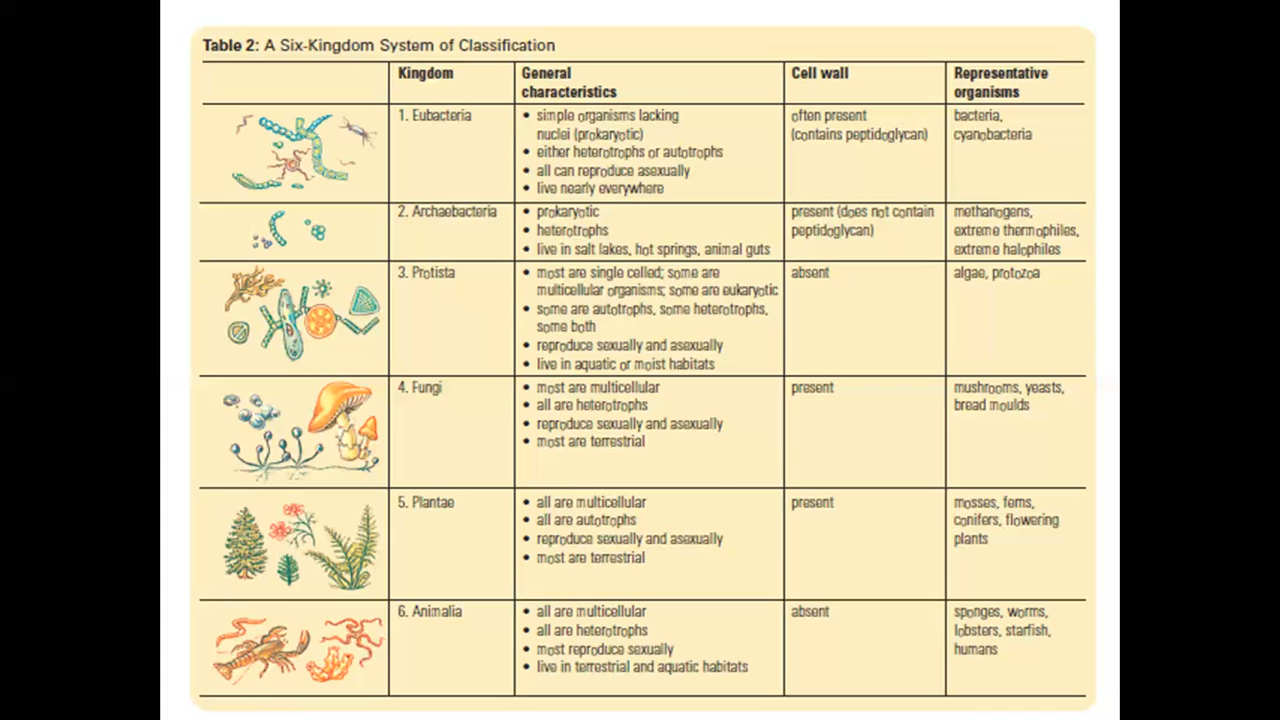 Table 2: A Six-Kingdom System of Classification
Kingdom
General
characteristics
Cell wall
Representative
organisms
1. Eubacteria
• simple organisms lacking
nuclei (prokaryotic)
• either heterotrophs or autotrophs
• all can reproduce asexually
• live nearly everywhere
often present
(contains peptidoglycan)
bacteria,
cyanobacteria
2. Archaebacteria
• prokaryotic
• heterotrophs
• live in salt lakes, hot springs, animal guts
present (does not contain
peptidoglycan)
methanogens,
extreme thermophiles,
extreme halophiles
3. Protista
• most are single celled; some are
multicellular organisms; some are eukaryotic
• some are autotrophs, some heterotrophs,
some both
• reproduce sexually and asexually
• live in aquatic or moist habitats
absent
algae, protozoa
4. Fungi
• most are multicellular
• all are heterotrophs
• reproduce sexually and asexually
• most are terrestrial
present
mushrooms, yeasts,
bread moulds
5. Plantae
• all are multicellular
• all are autotrophs
• reproduce sexually and asexually
• most are terrestrial
present
mosses, ferns,
conifers, flowering
plants
6. Animalia
• all are multicellular
• all are heterotrophs
• most reproduce sexually
• live in terrestrial and aquatic habitats
absent
sponges, worms,
lobsters, starfish,
humans